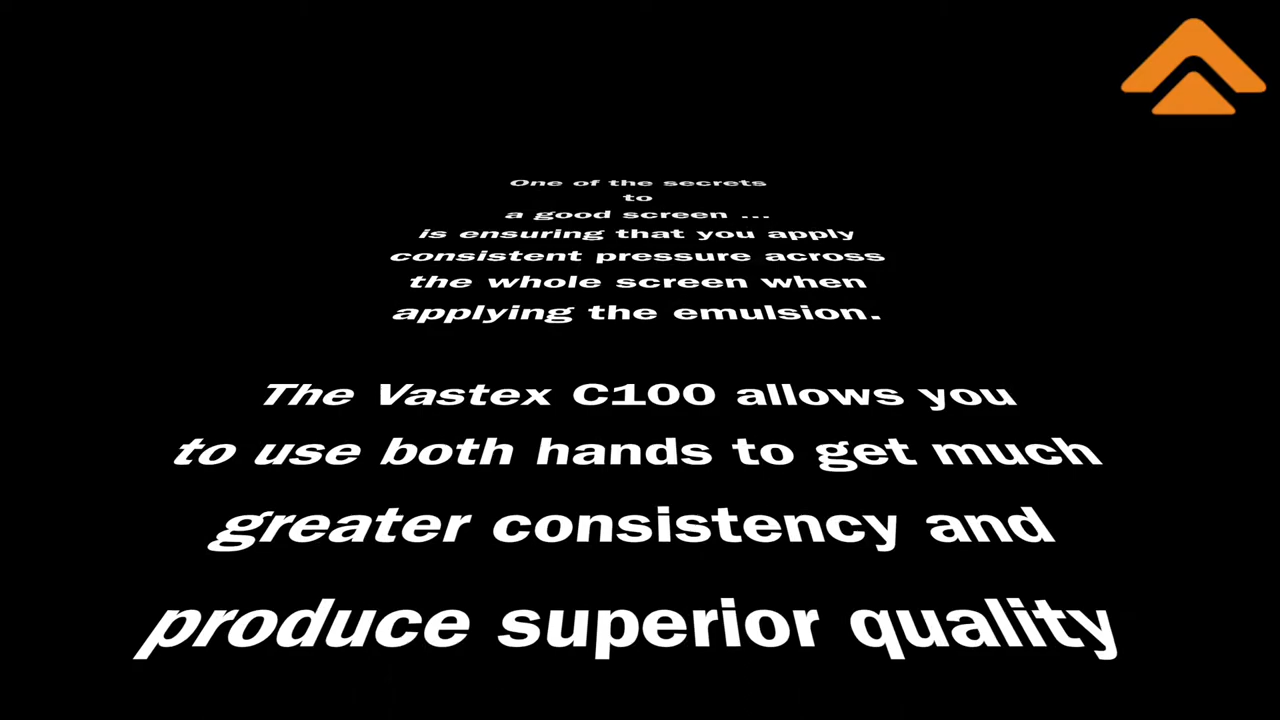 One of the secrets
to
a good screen ...
is ensuring that you apply
consistent pressure across
the whole screen when
applying the emulsion.
The Vastex C100 allows you
to use both hands to get much
greater consistency and
produce superior quality